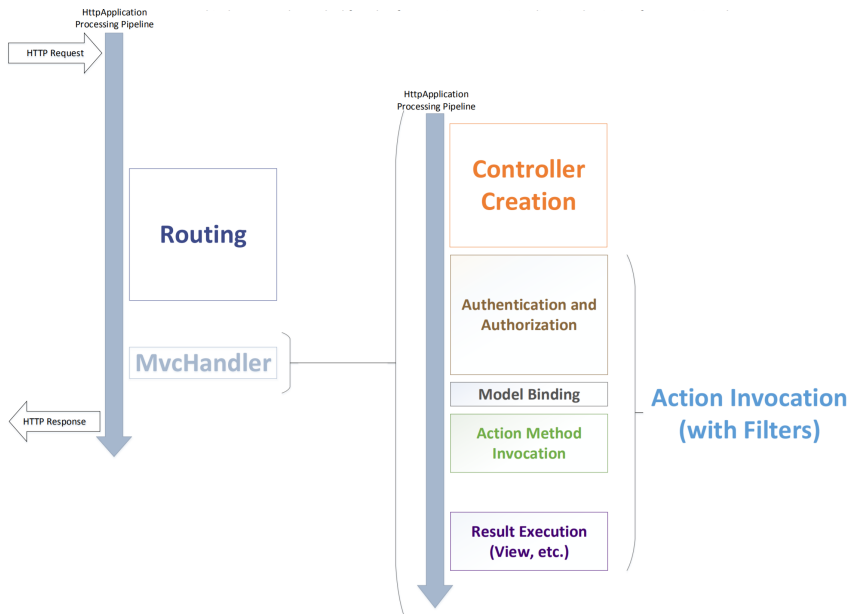 HttpApplication
Processing Pipeline
HTTP Request
Routing
MvcHandler
HTTP Response
HttpApplication
Processing Pipeline
Controller
Creation
Authentication and
Authorization
Model Binding
Action Method
Invocation
Result Execution
(View, etc.)
Action Invocation
(with Filters)